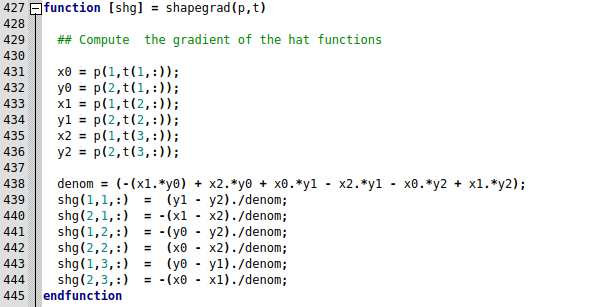 427 function [shg] = shapegrad(p,t)
428
429 ## Compute  the gradient of the hat functions
430
431 x0 = p(1,t(1,:));
432 y0 = p(2,t(1,:));
433 x1 = p(1,t(2,:));
434 y1 = p(2,t(2,:));
435 x2 = p(1,t(3,:));
436 y2 = p(2,t(3,:));
437
438 denom = (-(x1.*y0) + x2.*y0 + x0.*y1 - x2.*y1 - x0.*y2 + x1.*y2);
439 shg(1,1,:)  =  (y1 - y2)./denom;
440 shg(2,1,:)  = -(x1 - x2)./denom;
441 shg(1,2,:)  = -(y0 - y2)./denom;
442 shg(2,2,:)  =  (x0 - x2)./denom;
443 shg(1,3,:)  =  (y0 - y1)./denom;
444 shg(2,3,:)  = -(x0 - x1)./denom;
445 endfunction